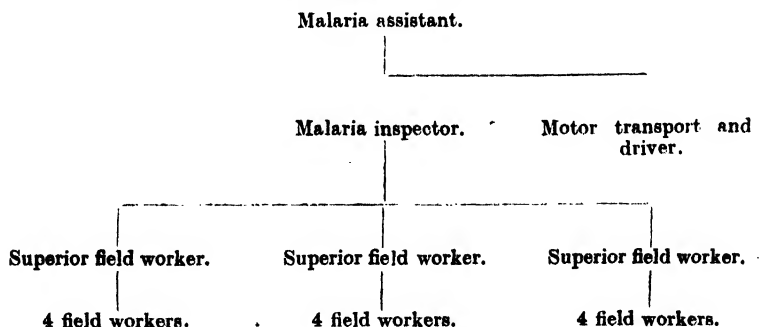 Malaria assistant.
Malaria inspector. Motor transport and
driver.
Superior field worker. Superior field worker. Superior field worker.
4 field workers. 4 field workers. 4 field workers.